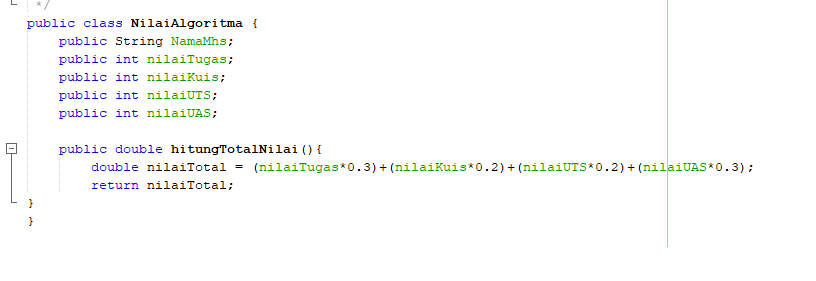 */
public class NilaiAlgoritma {
    public String NamaMhs;
    public int nilaiTugas;
    public int nilaiKuis;
    public int nilaiUTS;
    public int nilaiUAS;
    public double hitungTotalNilai(){
        double nilaiTotal = (nilaiTugas*0.3)+(nilaiKuis*0.2)+(nilaiUTS*0.2)+(nilaiUAS*0.3);
        return nilaiTotal;
}
}